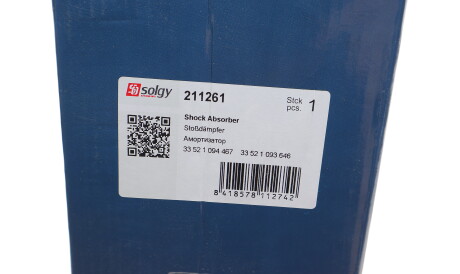 solgy
211261
Stck
pcs. 1
Shock Absorber
Stoßdämpfer
Амортизатор
33 52 1 094 467 33 52 1 093 646
8 418578 112742